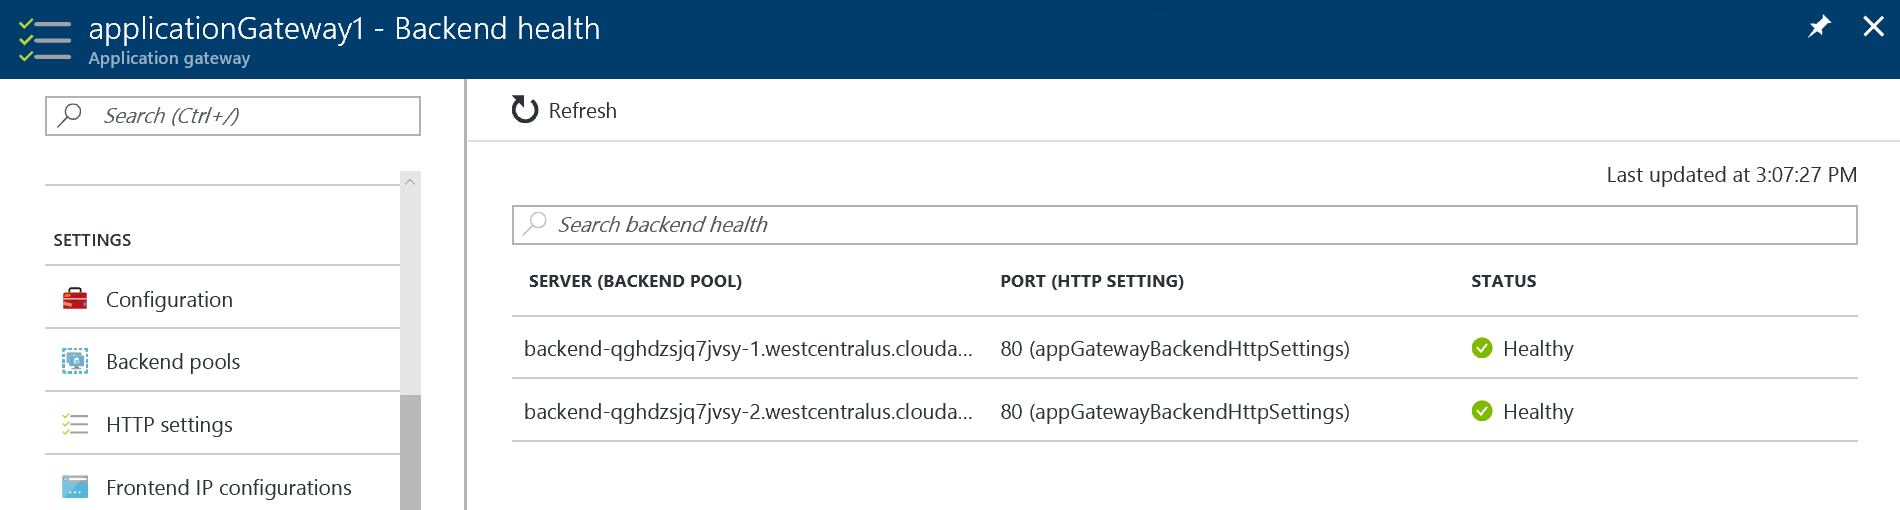 applicationGateway1 - Backend health
Application gateway
Search (Ctrl+/)
SETTINGS
Configuration
Backend pools
HTTP settings
Frontend IP configurations
Refresh
Last updated at 3:07:27 PM
Search backend health
SERVER (BACKEND POOL) PORT (HTTP SETTING) STATUS
backend-qghdzsjq7jvsy-1.westcentralus.clouda... 80 (appGatewayBackendHttpSettings) Healthy
backend-qghdzsjq7jvsy-2.westcentralus.clouda... 80 (appGatewayBackendHttpSettings) Healthy